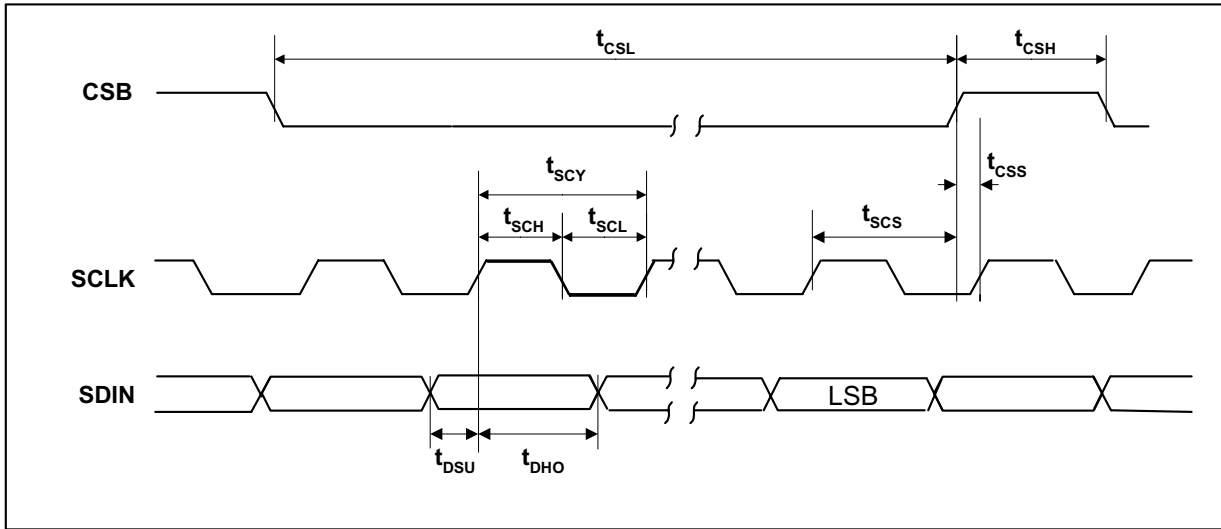 tCSL
tCSH
CSB
tCSS
tSCY
tSCH
tSCL
tSCS
SCLK
SDIN
LSB
tDSU
tDHO